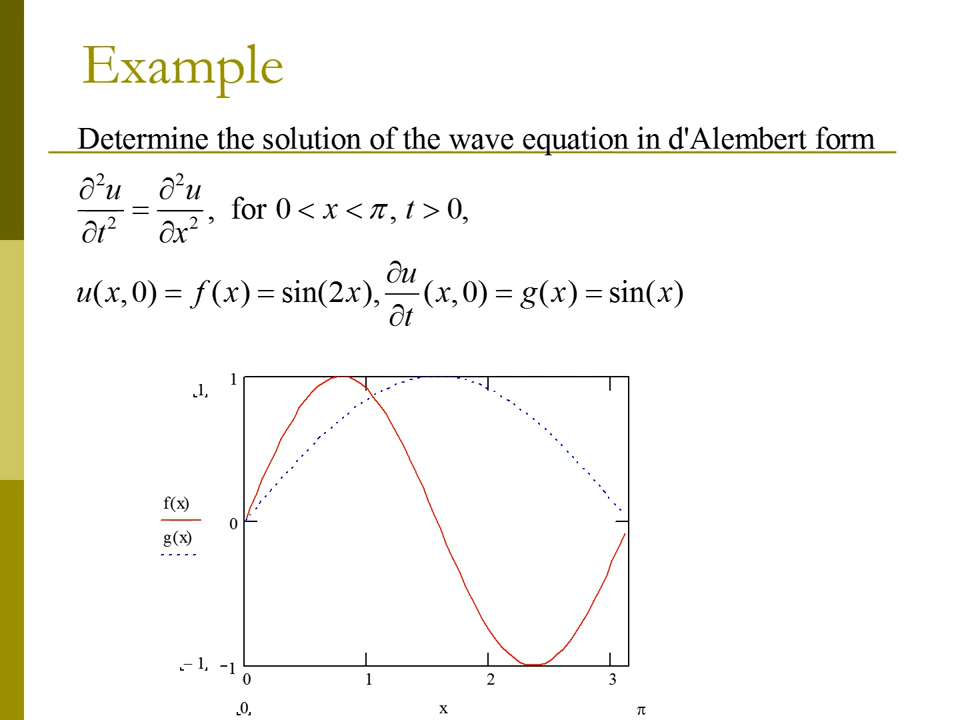 Example
Determine the solution of the wave equation in d'Alembert form
∂²u/∂t² = ∂²u/∂x², for 0 < x < π, t > 0,
u(x,0) = f(x) = sin(2x), ∂u/∂t (x,0) = g(x) = sin(x)
1
1
f(x)
0
g(x)
−1
−1
0 1 2 3
0 x π